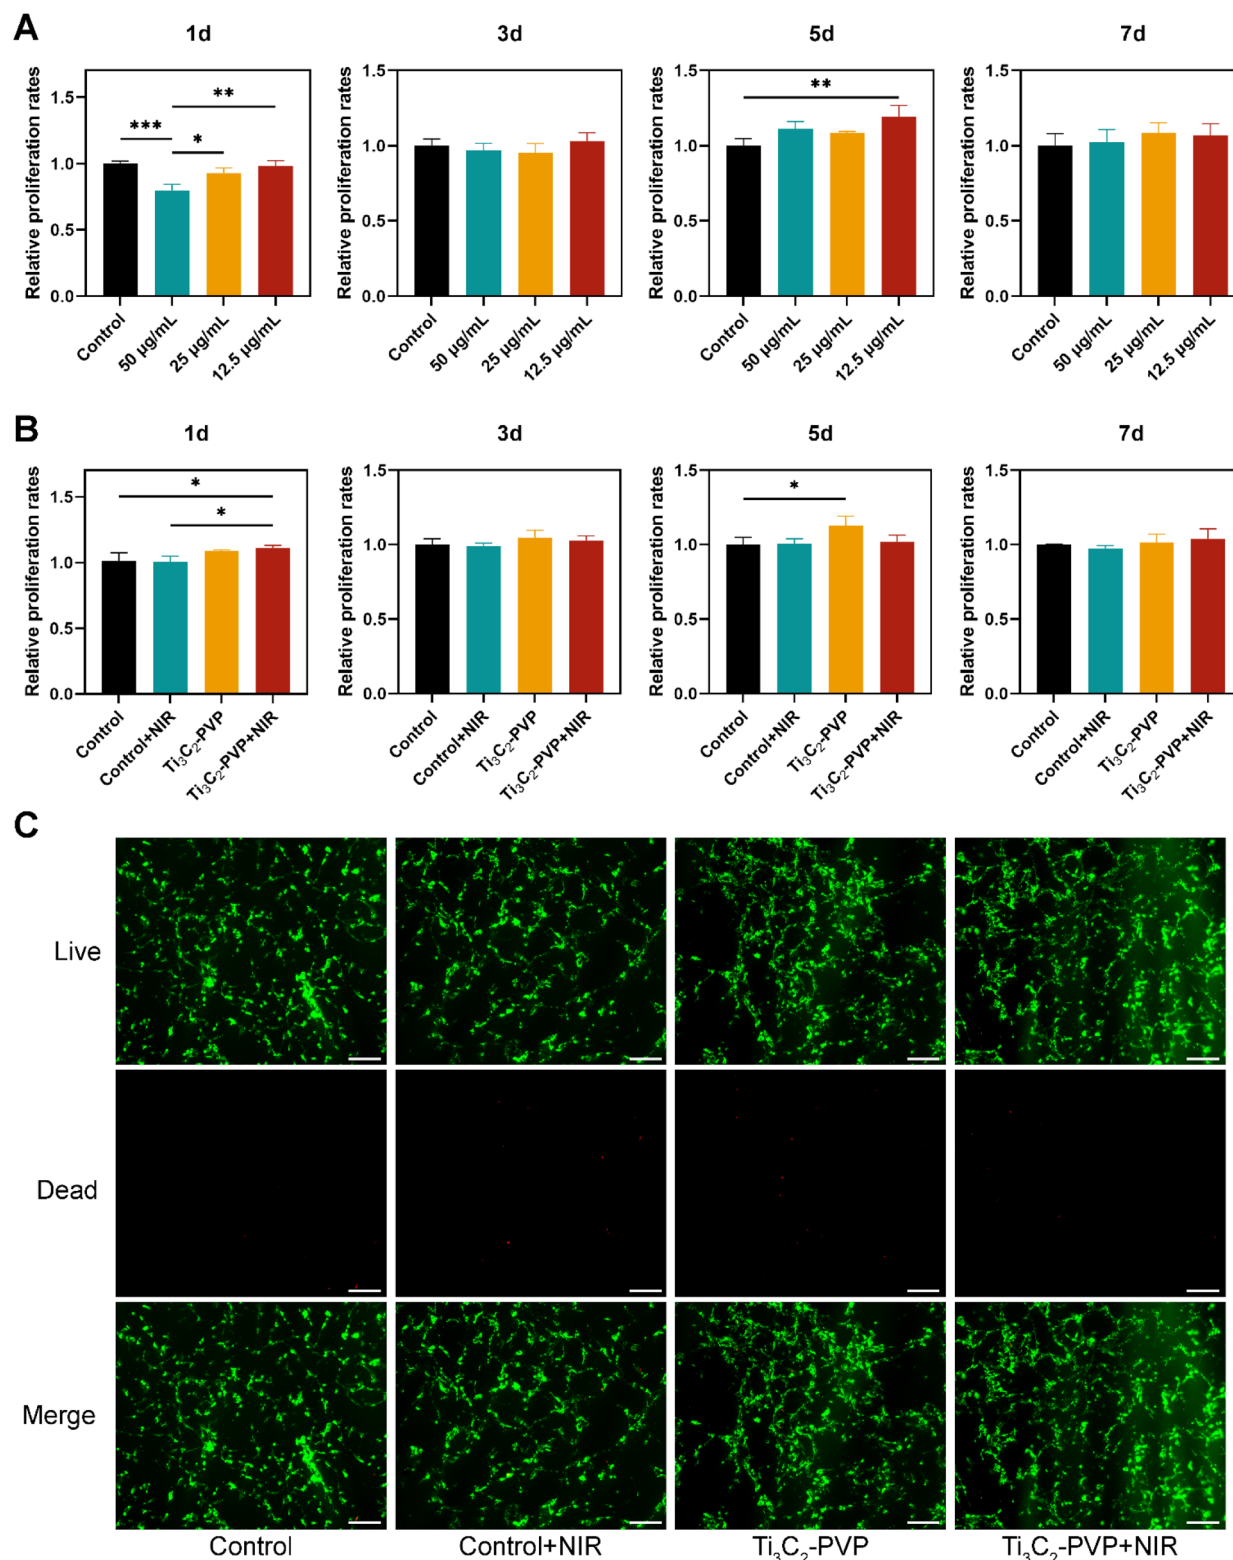 A
1d 3d 5d 7d
Relative proliferation rates
1.5
1.0
0.5
0.0
***
*
**
Control
50 µg/mL
25 µg/mL
12.5 µg/mL
Relative proliferation rates
1.5
1.0
0.5
0.0
Control
50 µg/mL
25 µg/mL
12.5 µg/mL
Relative proliferation rates
1.5
1.0
0.5
0.0
**
Control
50 µg/mL
25 µg/mL
12.5 µg/mL
Relative proliferation rates
1.5
1.0
0.5
0.0
Control
50 µg/mL
25 µg/mL
12.5 µg/mL
B
1d 3d 5d 7d
Relative proliferation rates
1.5
1.0
0.5
0.0
*
*
Control
Control+NIR
Ti₃C₂-PVP
Ti₃C₂-PVP+NIR
Relative proliferation rates
1.5
1.0
0.5
0.0
Control
Control+NIR
Ti₃C₂-PVP
Ti₃C₂-PVP+NIR
Relative proliferation rates
1.5
1.0
0.5
0.0
*
Control
Control+NIR
Ti₃C₂-PVP
Ti₃C₂-PVP+NIR
Relative proliferation rates
1.5
1.0
0.5
0.0
Control
Control+NIR
Ti₃C₂-PVP
Ti₃C₂-PVP+NIR
C
Live
Dead
Merge
Control Control+NIR Ti₃C₂-PVP Ti₃C₂-PVP+NIR